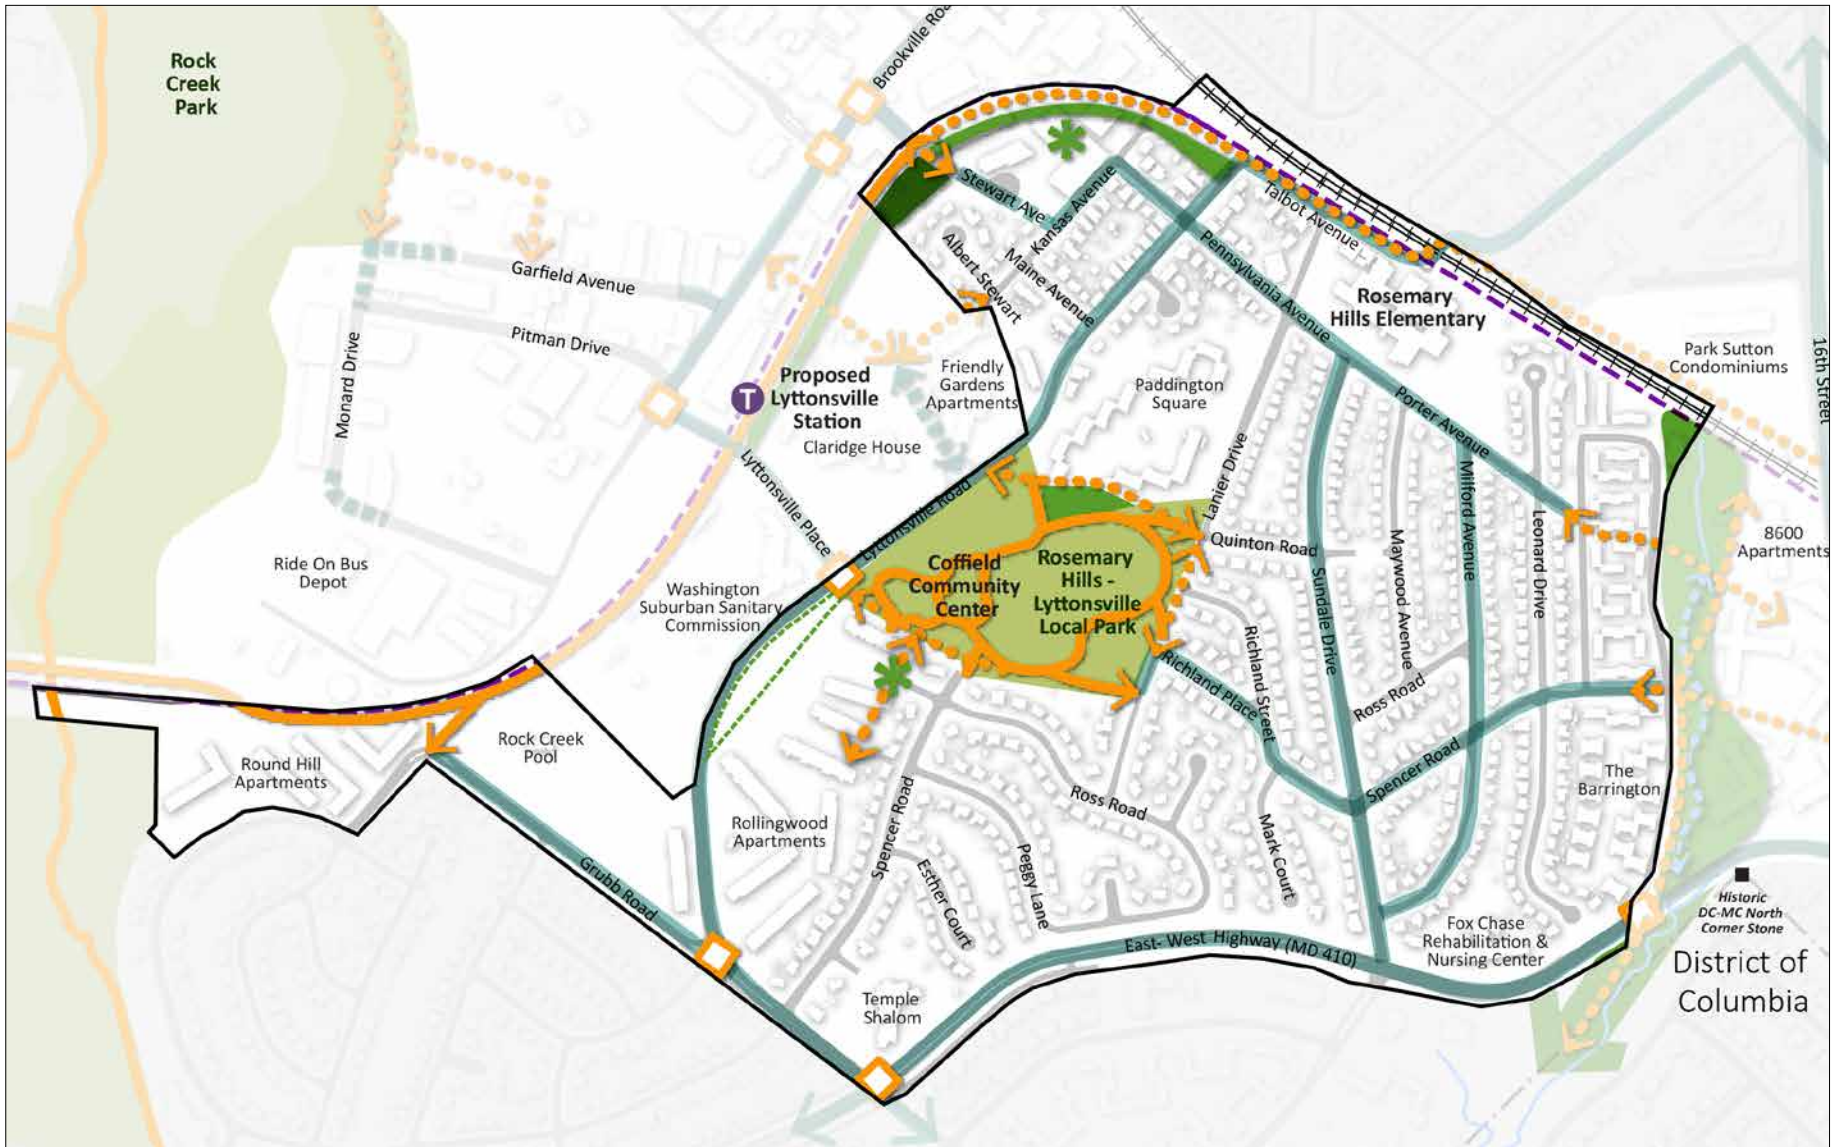 Rock
Creek
Park
Brookville Roa
Stewart Ave
Kansas Avenue
Albert Stewart
Maine Avenue
Talbot Avenue
Pennsylvania Avenue
Rosemary
Hills Elementary
Garfield Avenue
Pitman Drive
Monard Drive
Park Sutton
Condominiums
16th Street
Proposed
Lyttonsville
Station
T
Friendly
Gardens
Apartments
Claridge House
Paddington
Square
Porter Avenue
Lyttonsville Place
Lyttonsville Road
Lanier Drive
Milford Avenue
Quinton Road
Leonard Drive
8600
Apartments
Ride On Bus
Depot
Washington
Suburban Sanitary
Commission
Coffield
Community
Center
Rosemary
Hills -
Lyttonsville
Local Park
Sundale Drive
Maywood Avenue
Richland Street
Richland Place
Ross Road
Rock Creek
Pool
Round Hill
Apartments
Spencer Road
The
Barrington
Rollingwood
Apartments
Spencer Road
Ross Road
Mark Court
Peggy Lane
Esther Court
Grubb Road
East-West Highway (MD 410)
Fox Chase
Rehabilitation &
Nursing Center
Historic
DC-MC North
Corner Stone
District of
Columbia
Temple
Shalom